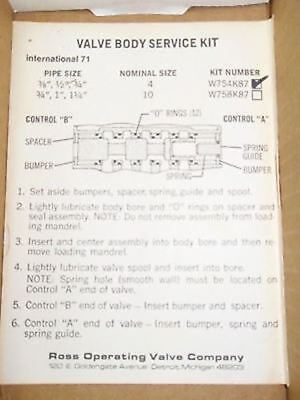 VALVE BODY SERVICE KIT
international 71
PIPE SIZE NOMINAL SIZE KIT NUMBER
⅜", ½", ¾" 4 W754K87
¾", 1", 1¼" 10 W758K87
"O" RINGS (12)
CONTROL "B" CONTROL "A"
SPACER SPRING GUIDE
BUMPER SPRING BUMPER
1. Set aside bumpers, spacer, spring, guide and spool.
2. Lightly lubricate body bore and "O" rings on spacer and
seal assembly. NOTE: Do not remove assembly from load-
ing mandrel.
3. Insert and center assembly into body bore and then re-
move loading mandrel.
4. Lightly lubricate valve spool and insert into bore.
NOTE: Spring hole (smooth wall) must be located on
Control "A" end of valve.
5. Control "B" end of valve - Insert bumper and spacer.
6. Control "A" end of valve - Insert bumper, spring and
spring guide.
Ross Operating Valve Company
120 E. Goldengate Avenue Detroit, Michigan 48203